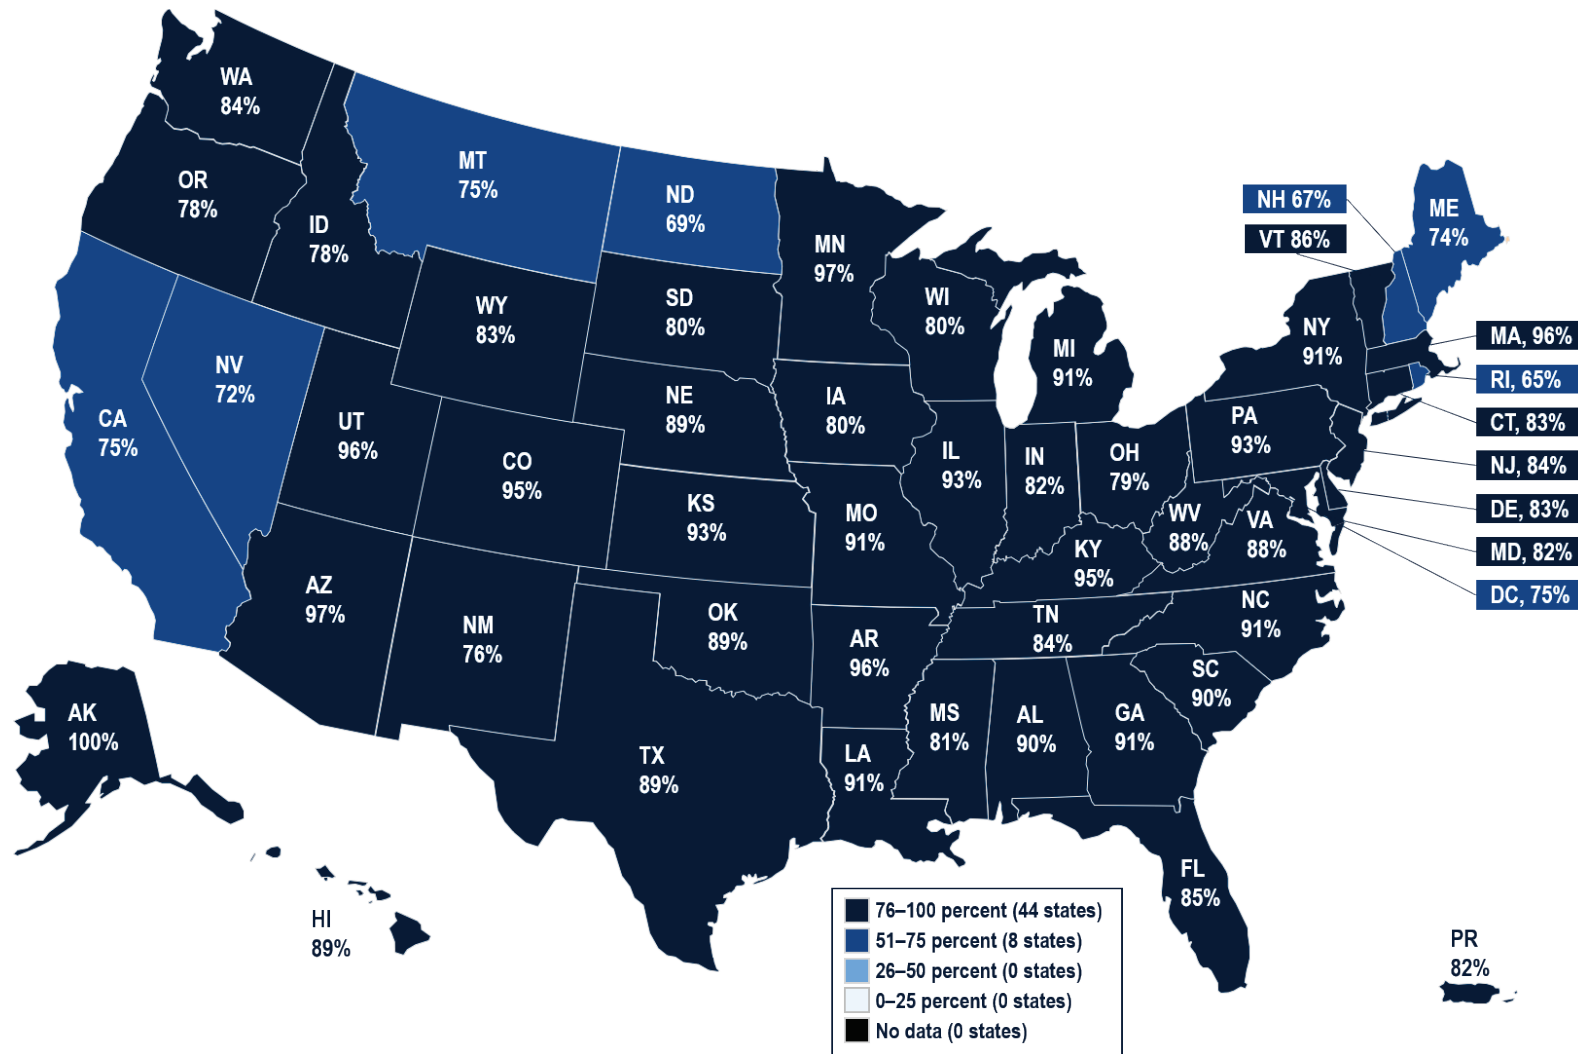 WA
84%
OR
78%
ID
78%
MT
75%
ND
69%
MN
97%
WY
83%
SD
80%
WI
80%
MI
91%
NH 67%
VT 86%
ME
74%
NY
91%
MA, 96%
RI, 65%
CT, 83%
NJ, 84%
DE, 83%
MD, 82%
DC, 75%
CA
75%
NV
72%
UT
96%
CO
95%
NE
89%
KS
93%
IA
80%
MO
91%
IL
93%
IN
82%
OH
79%
PA
93%
WV
88%
VA
88%
KY
95%
TN
84%
NC
91%
SC
90%
AZ
97%
NM
76%
OK
89%
AR
96%
TX
89%
LA
91%
MS
81%
AL
90%
GA
91%
FL
85%
AK
100%
HI
89%
PR
82%
76–100 percent (44 states)
51–75 percent (8 states)
26–50 percent (0 states)
0–25 percent (0 states)
No data (0 states)